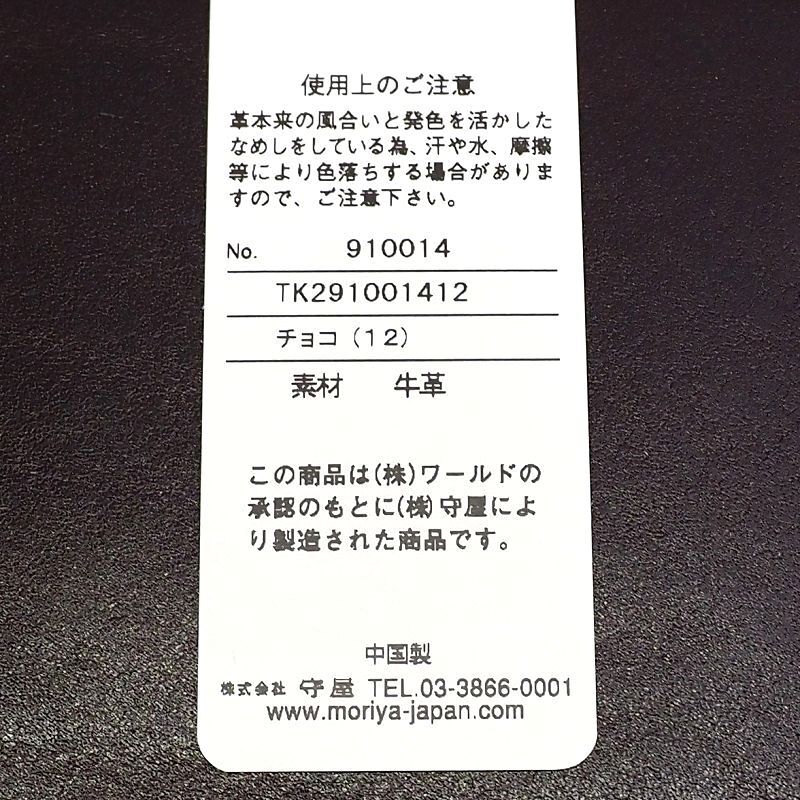 使用上のご注意
革本来の風合いと発色を活かした
なめしをしている為、汗や水、摩擦
等により色落ちする場合がありま
すので、ご注意下さい。
No. 910014
TK291001412
チョコ(12)
素材 牛革
この商品は(株)ワールドの
承認のもとに(株)守屋によ
り製造された商品です。
中国製
株式会社 守屋 TEL.03-3866-0001
www.moriya-japan.com